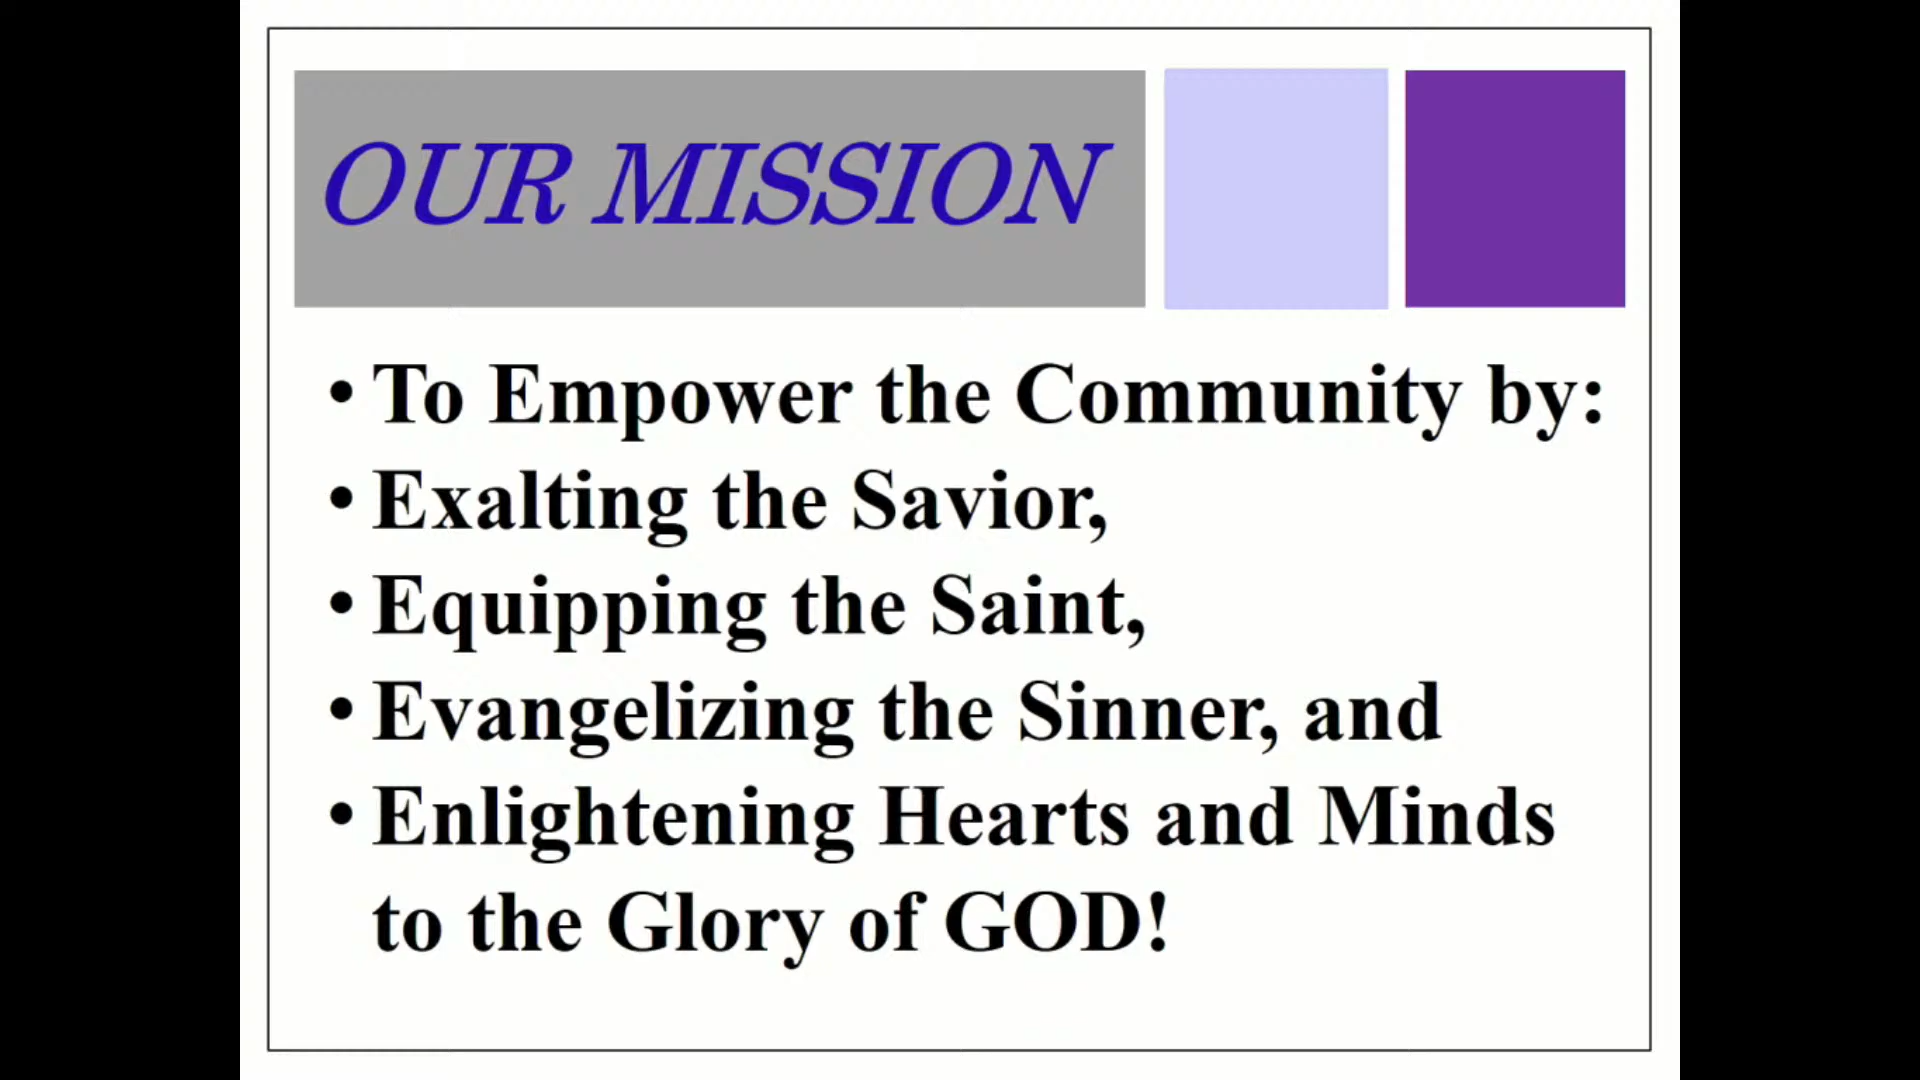 OUR MISSION
• To Empower the Community by:
• Exalting the Savior,
• Equipping the Saint,
• Evangelizing the Sinner, and
• Enlightening Hearts and Minds
to the Glory of GOD!